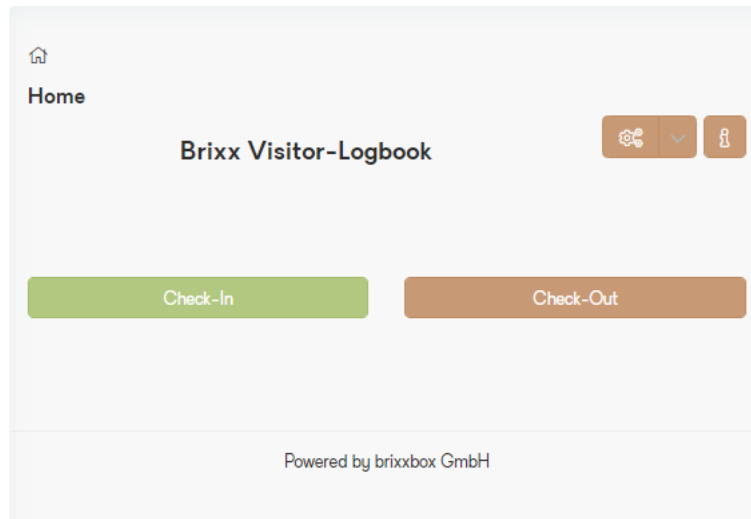 Home
Brixx Visitor-Logbook
Check-In
Check-Out
Powered by brixxbox GmbH